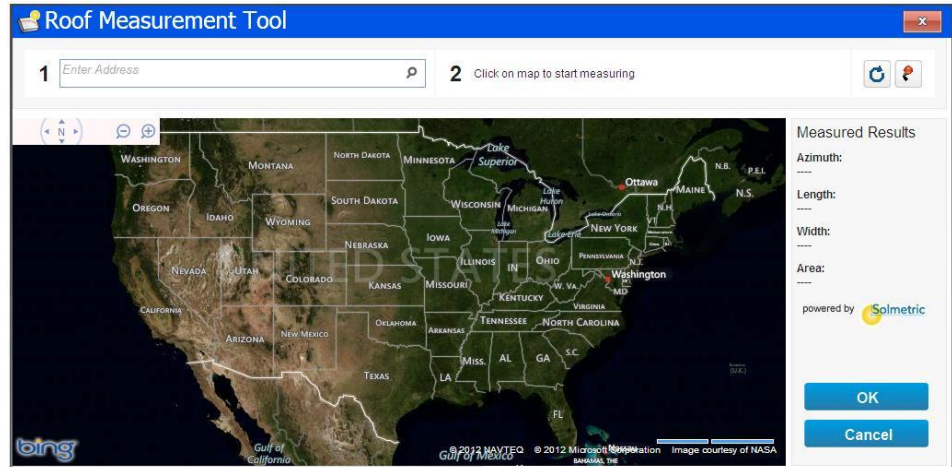 Roof Measurement Tool
x
1
Enter Address
2
Click on map to start measuring
N
WASHINGTON
MONTANA
NORTH DAKOTA
MINNESOTA
Lake Superior
Ottawa
MAINE
N.B.
P.E.I.
N.S.
OREGON
IDAHO
WYOMING
SOUTH DAKOTA
WISCONSIN
MICHIGAN
Lake Huron
Lake Michigan
Lake Ontario
Lake Erie
NEW YORK
VT
N.H.
NEVADA
UTAH
COLORADO
NEBRASKA
IOWA
ILLINOIS
IN
OHIO
PENNSYLVANIA
N.J.
UNITED STATES
Washington
MD
CALIFORNIA
KANSAS
MISSOURI
W. VA.
KENTUCKY
VIRGINIA
ARIZONA
NEW MEXICO
OKLAHOMA
ARKANSAS
TENNESSEE
NORTH CAROLINA
TEXAS
LA
MISS.
AL
GA
S.C.
FL
(U.K.)
bing
Gulf of California
Gulf of Mexico
Nassau
BAHAMAS, THE
© 2012 NAVTEQ © 2012 Microsoft Corporation Image courtesy of NASA
Measured Results
Azimuth:
----
Length:
----
Width:
----
Area:
----
powered by Solmetric
OK
Cancel